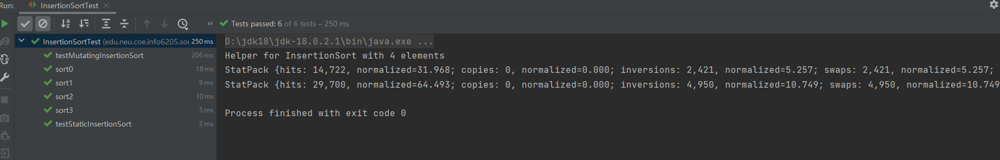 Run: InsertionSortTest
Tests passed: 6 of 6 tests – 250 ms
InsertionSortTest (edu.neu.coe.info6205.sor 250 ms
testMutatingInsertionSort 206 ms
sort0 18 ms
sort1 9 ms
sort2 10 ms
sort3 5 ms
testStaticInsertionSort 2 ms
D:\jdk18\jdk-18.0.2.1\bin\java.exe ...
Helper for InsertionSort with 4 elements
StatPack {hits: 14,722, normalized=31.968; copies: 0, normalized=0.000; inversions: 2,421, normalized=5.257; swaps: 2,421, normalized=5.257;
StatPack {hits: 29,700, normalized=64.493; copies: 0, normalized=0.000; inversions: 4,950, normalized=10.749; swaps: 4,950, normalized=10.749
Process finished with exit code 0